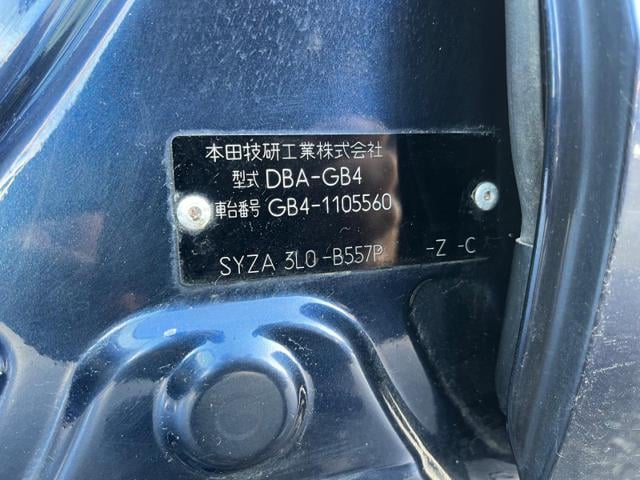 本田技研工業株式会社
型式 DBA-GB4
車台番号 GB4-1105560
~
SYZA 3L0 -B557P -Z -C